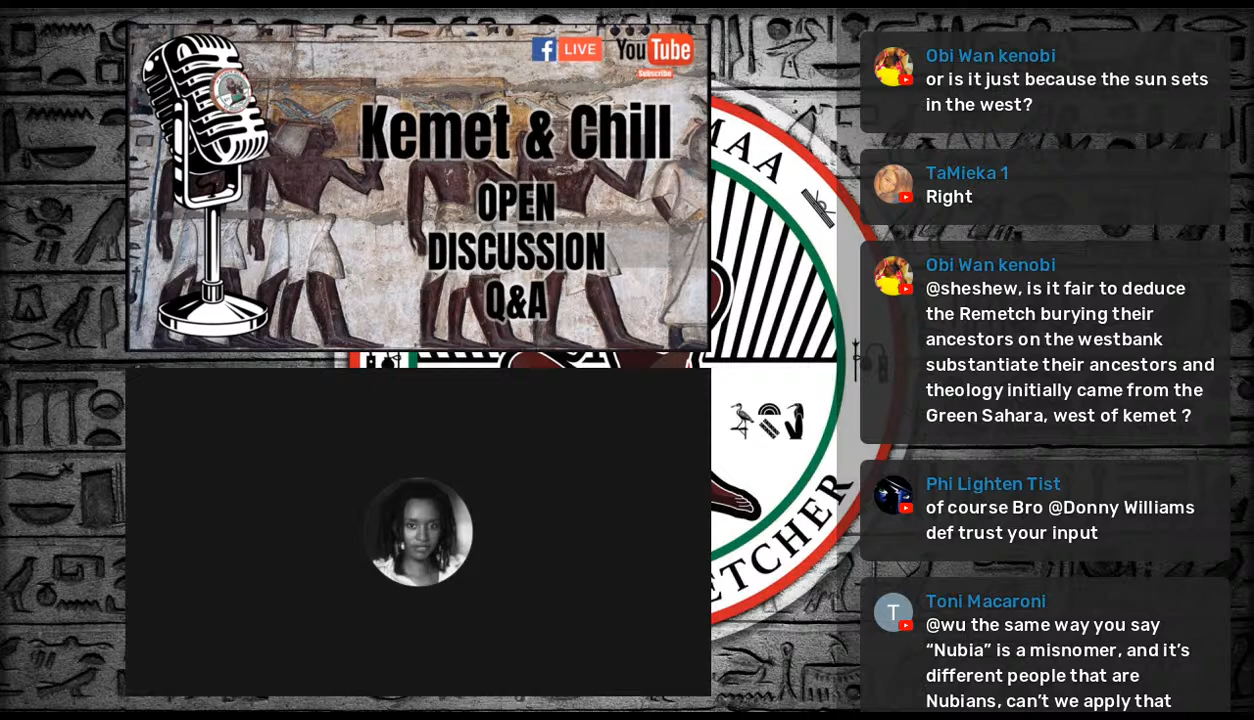 LIVE
YouTube
Subscribe
Kemet & Chill
OPEN
DISCUSSION
Q&A
MAA
ETCHER
Obi Wan kenobi
or is it just because the sun sets
in the west?
TaMieka 1
Right
Obi Wan kenobi
@sheshew, is it fair to deduce
the Remetch burying their
ancestors on the westbank
substantiate their ancestors and
theology initially came from the
Green Sahara, west of kemet ?
Phi Lighten Tist
of course Bro @Donny Williams
def trust your input
T
Toni Macaroni
@wu the same way you say
“Nubia” is a misnomer, and it’s
different people that are
Nubians, can’t we apply that